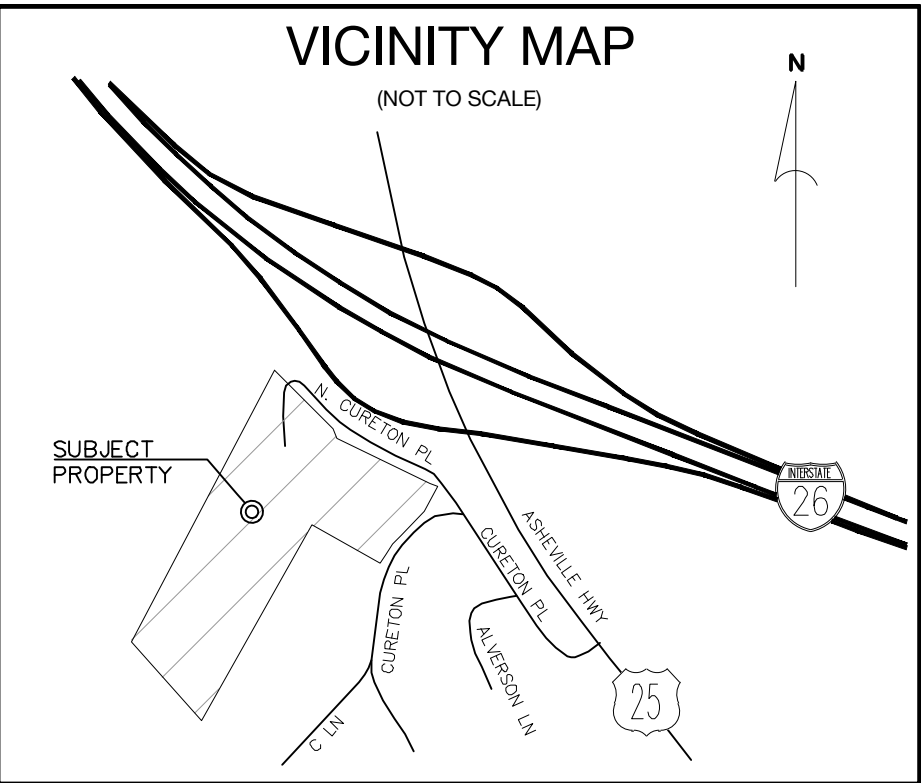 VICINITY MAP
(NOT TO SCALE)
N
N. CURETON PL
SUBJECT
PROPERTY
INTERSTATE
26
ASHEVILLE HWY
CURETON PL
CURETON PL
ALVERSON LN
25
C LN